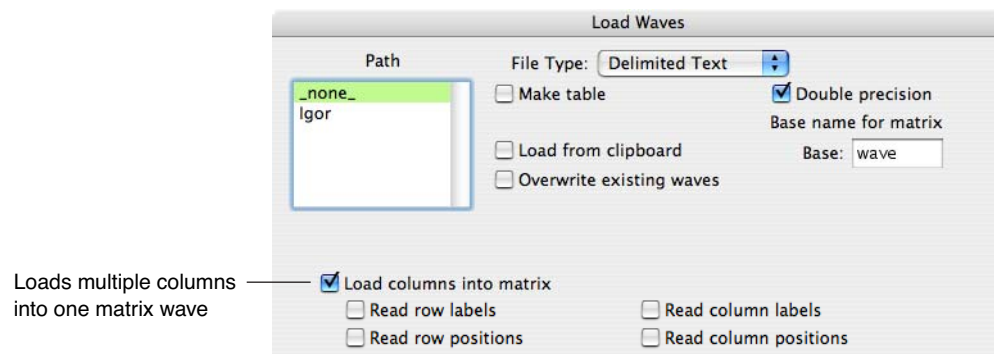 Load Waves
Path
File Type: Delimited Text
_none_
Igor
Make table
Double precision
Base name for matrix
Load from clipboard
Base: wave
Overwrite existing waves
Loads multiple columns
into one matrix wave
Load columns into matrix
Read row labels
Read column labels
Read row positions
Read column positions